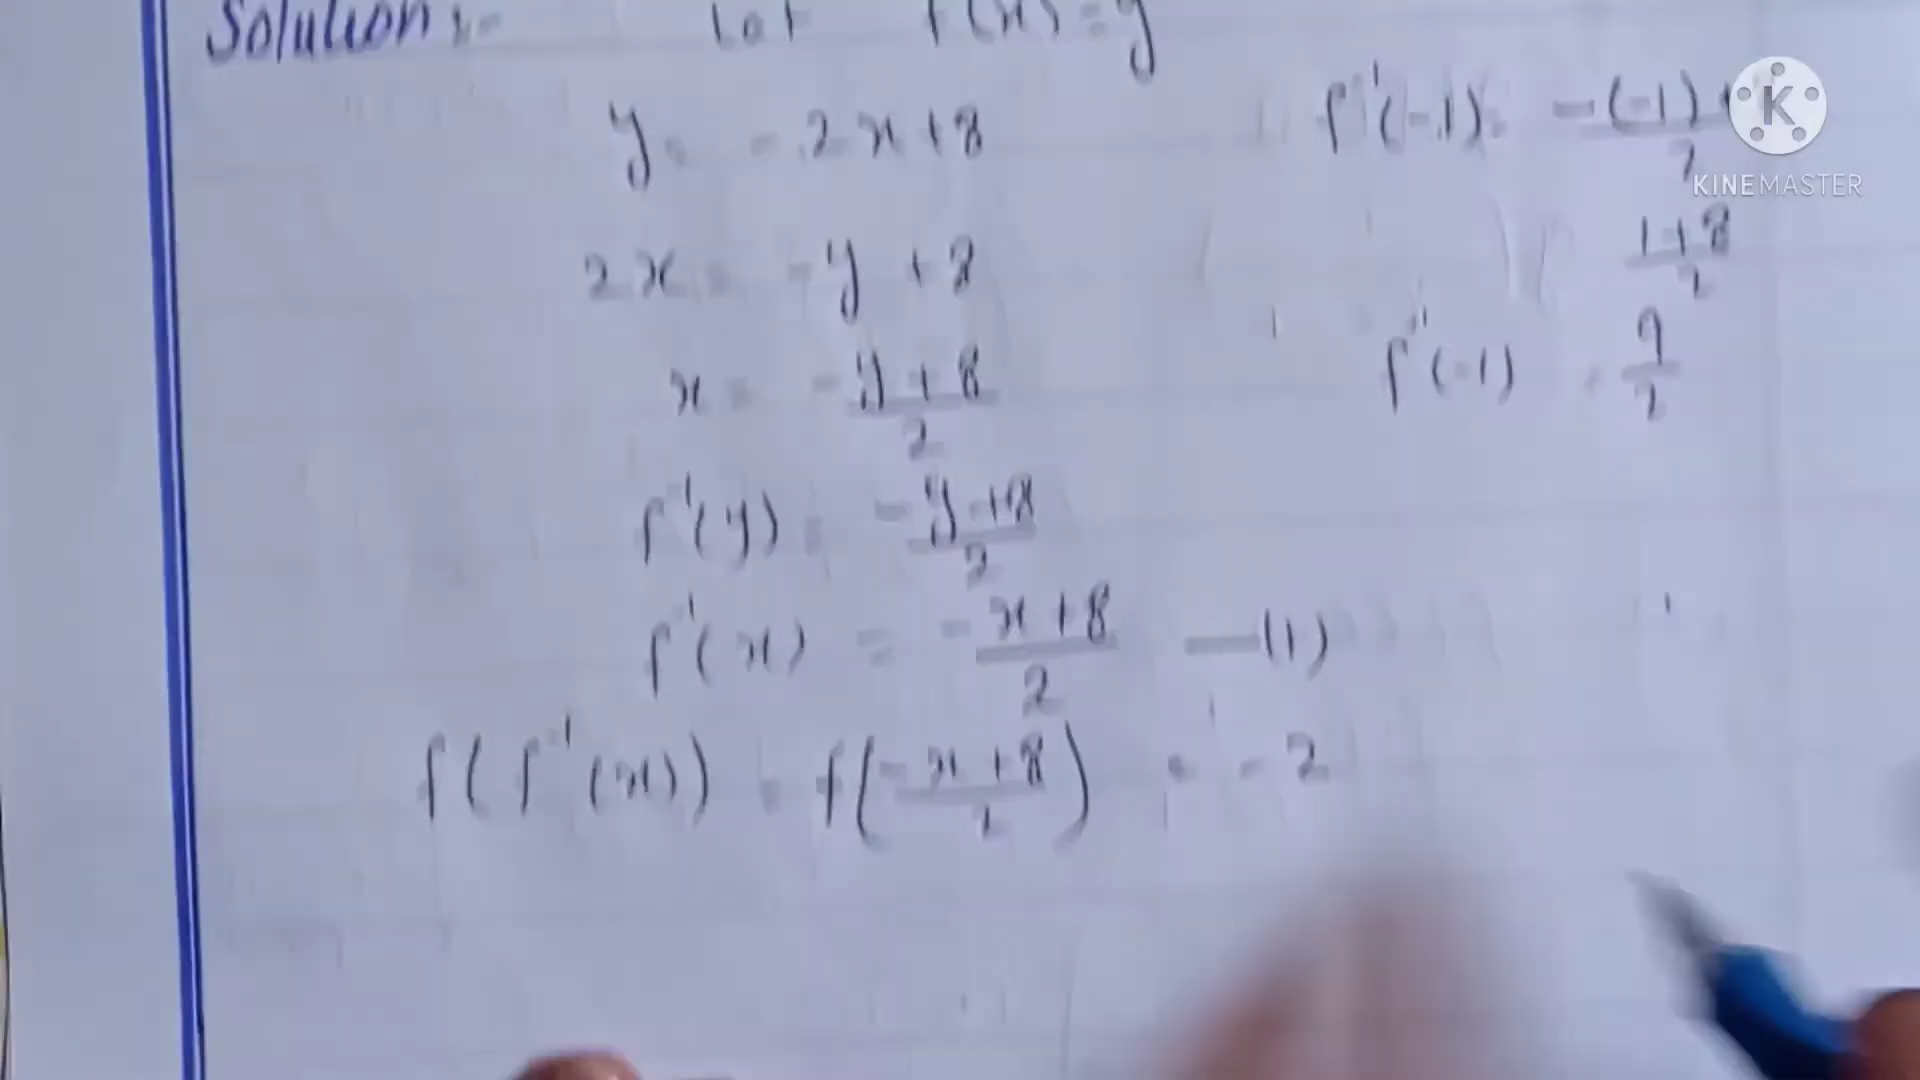 Solution :- Let f(x) = y
y = -2x+8
2x = -y +8
x = -y+8/2
f⁻¹(y) = -y+8/2
f⁻¹(x) = -x+8/2 —(1)
f(f⁻¹(x)) = f(-x+8/2) = -2
f⁻¹(-1) = -(-1)+
2
1+8/2
f⁻¹(-1) = 9/2
KINEMASTER